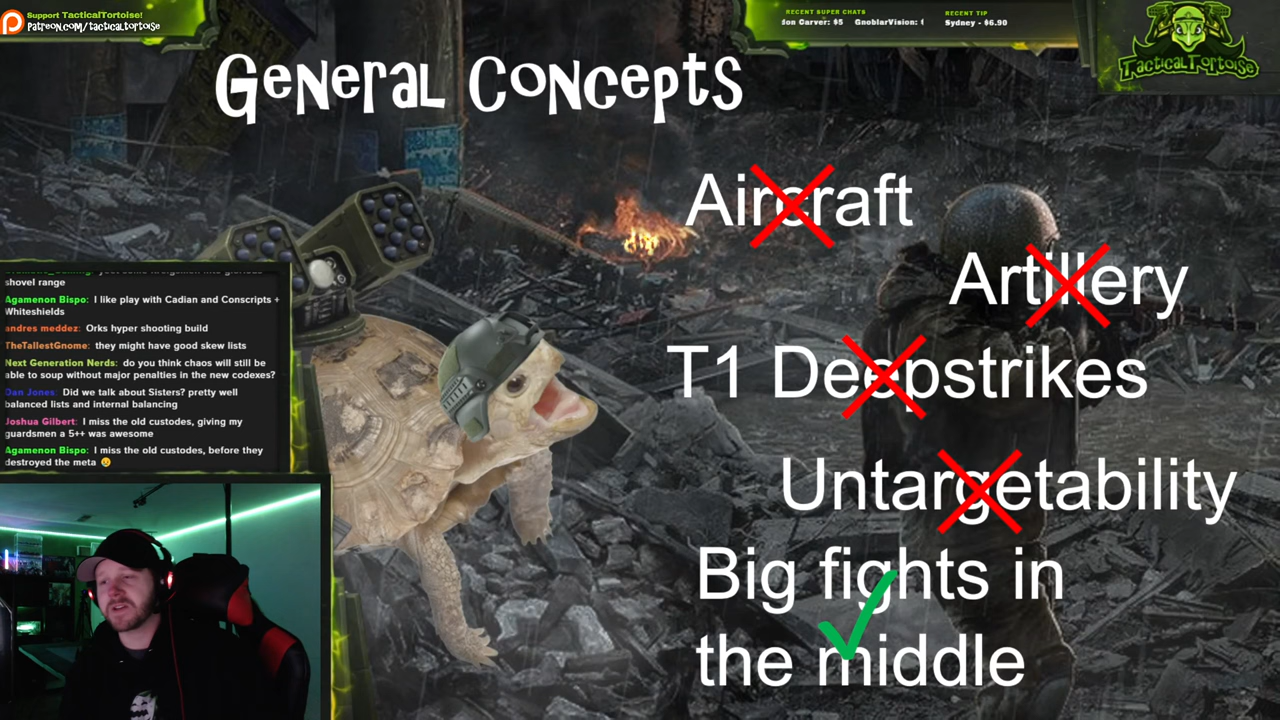 Support TacticalTortoise!
Patreon.com/tacticaltortoise
RECENT SUPER CHATS
don Carver: $5 GnoblarVision:
RECENT TIP
Sydney - $6.90
TacticalTortoise
General Concepts
Aircraft
Artillery
T1 Deepstrikes
Untargetability
Big fights in
the middle
shovel range
Agamenon Bispo: I like play with Cadian and Conscripts +
Whiteshields
andres meddez: Orks hyper shooting build
TheTallestGnome: they might have good skew lists
Next Generation Nerds: do you think chaos will still be
able to soup without major penalties in the new codexes?
Dan Jones: Did we talk about Sisters? pretty well
balanced lists and internal balancing
Joshua Gilbert: I miss the old custodes, giving my
guardsmen a 5++ was awesome
Agamenon Bispo: I miss the old custodes, before they
destroyed the meta